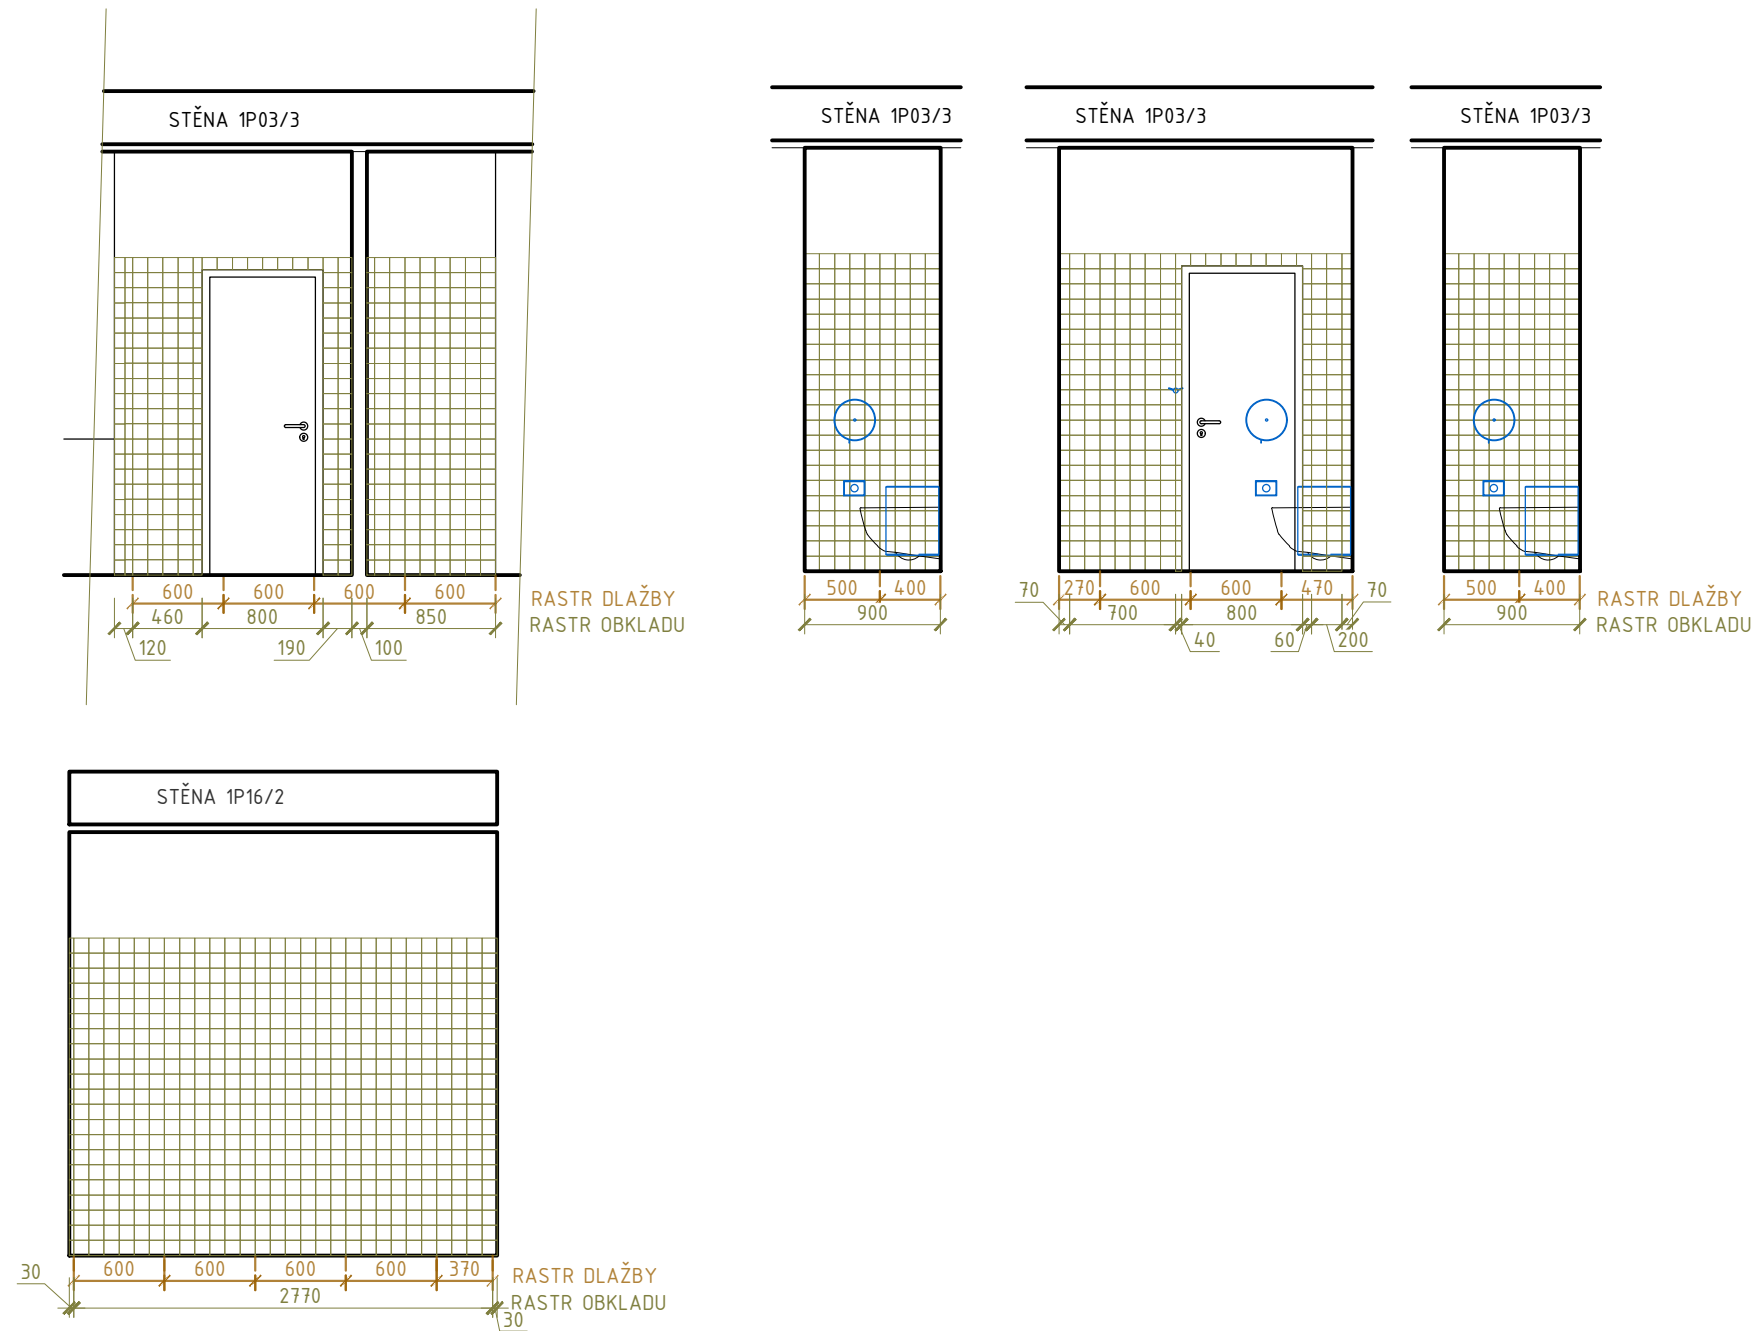 STĚNA 1P03/3
STĚNA 1P03/3
STĚNA 1P03/3
STĚNA 1P03/3
600 600 600 600 RASTR DLAŽBY
460 800 850 RASTR OBKLADU
120 190 100
500 400
900
70 270 600 600 470 70
700 800
40 60 200
500 400 RASTR DLAŽBY
900 RASTR OBKLADU
STĚNA 1P16/2
600 600 600 600 370 RASTR DLAŽBY
30 2770 RASTR OBKLADU
30